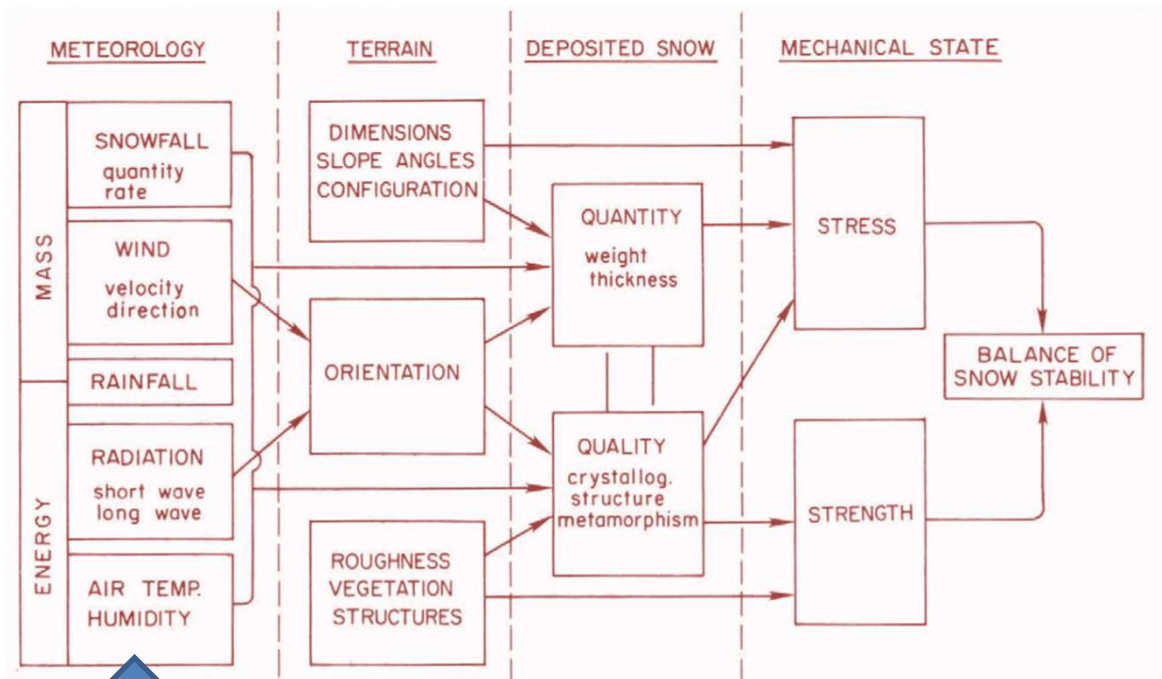 METEOROLOGY
TERRAIN
DEPOSITED SNOW
MECHANICAL STATE
MASS
ENERGY
SNOWFALL
quantity
rate
WIND
velocity
direction
RAINFALL
RADIATION
short wave
long wave
AIR TEMP.
HUMIDITY
DIMENSIONS
SLOPE ANGLES
CONFIGURATION
ORIENTATION
ROUGHNESS
VEGETATION
STRUCTURES
QUANTITY
weight
thickness
QUALITY
crystallog.
structure
metamorphism
STRESS
STRENGTH
BALANCE OF
SNOW STABILITY